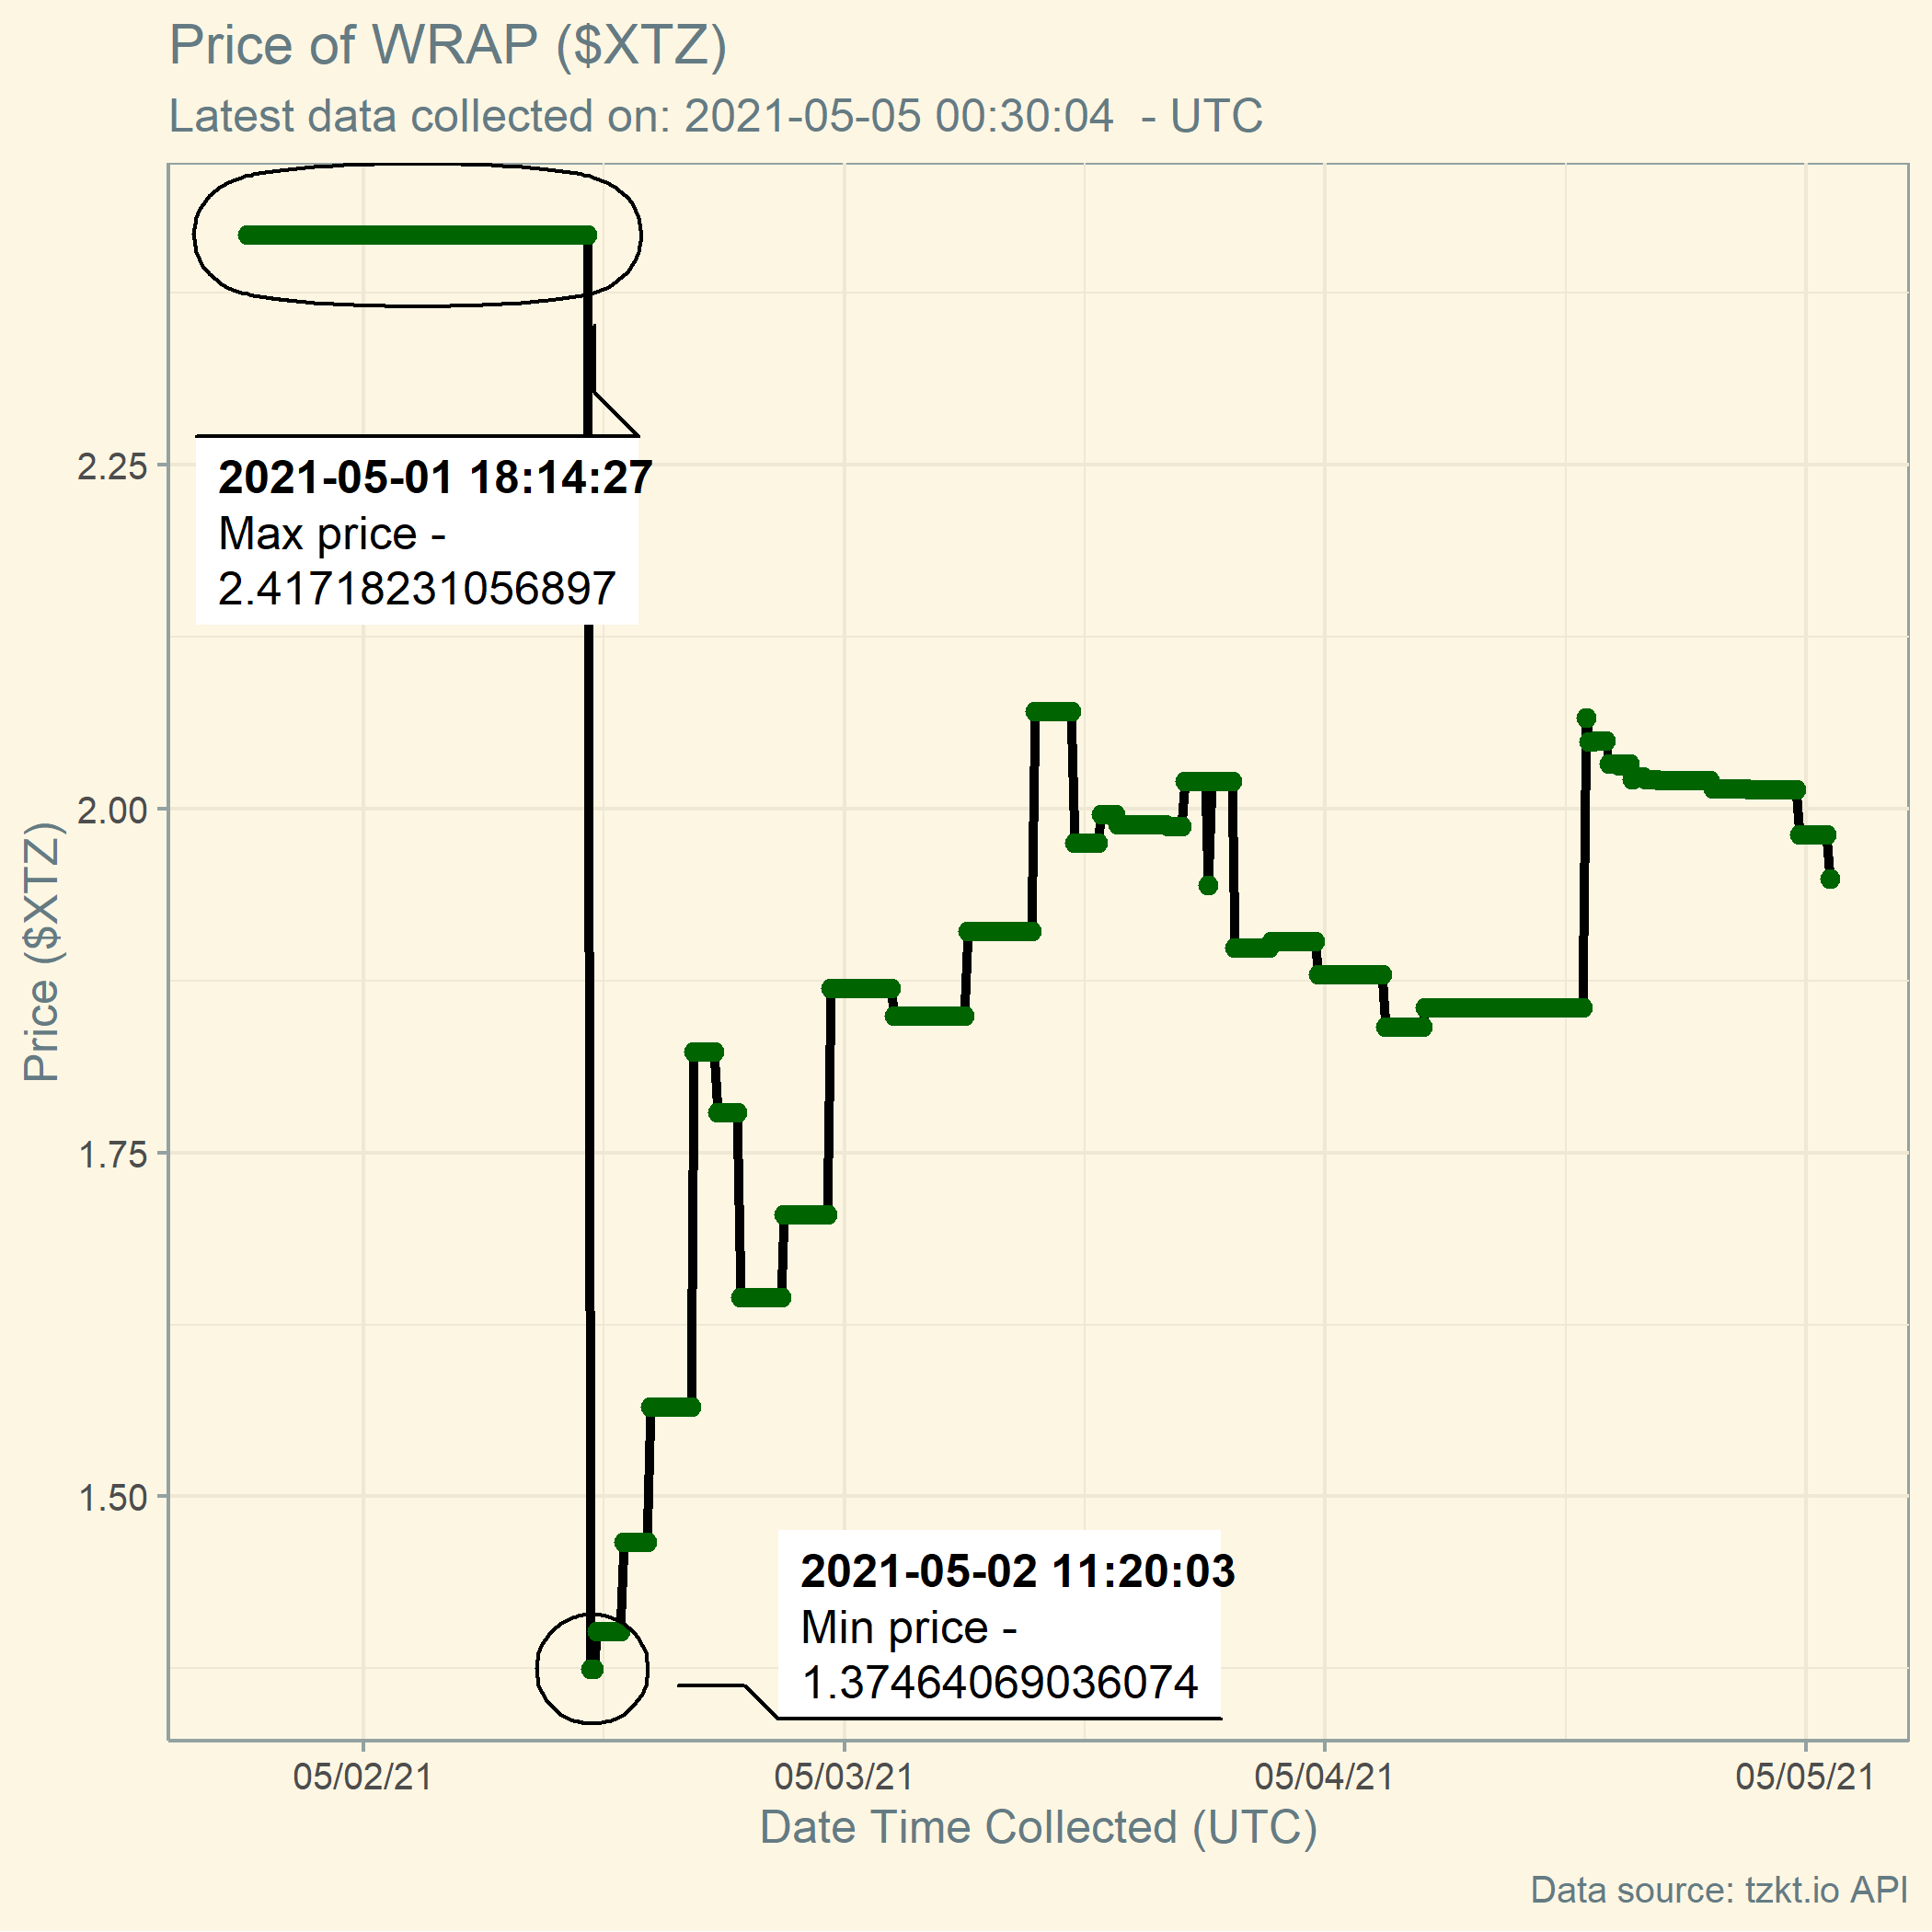 Price of WRAP ($XTZ)
Latest data collected on: 2021-05-05 00:30:04  - UTC
2021-05-01 18:14:27
Max price -
2.41718231056897
2.25
2.00
1.75
1.50
Price ($XTZ)
2021-05-02 11:20:03
Min price -
1.37464069036074
05/02/21
05/03/21
05/04/21
05/05/21
Date Time Collected (UTC)
Data source: tzkt.io API